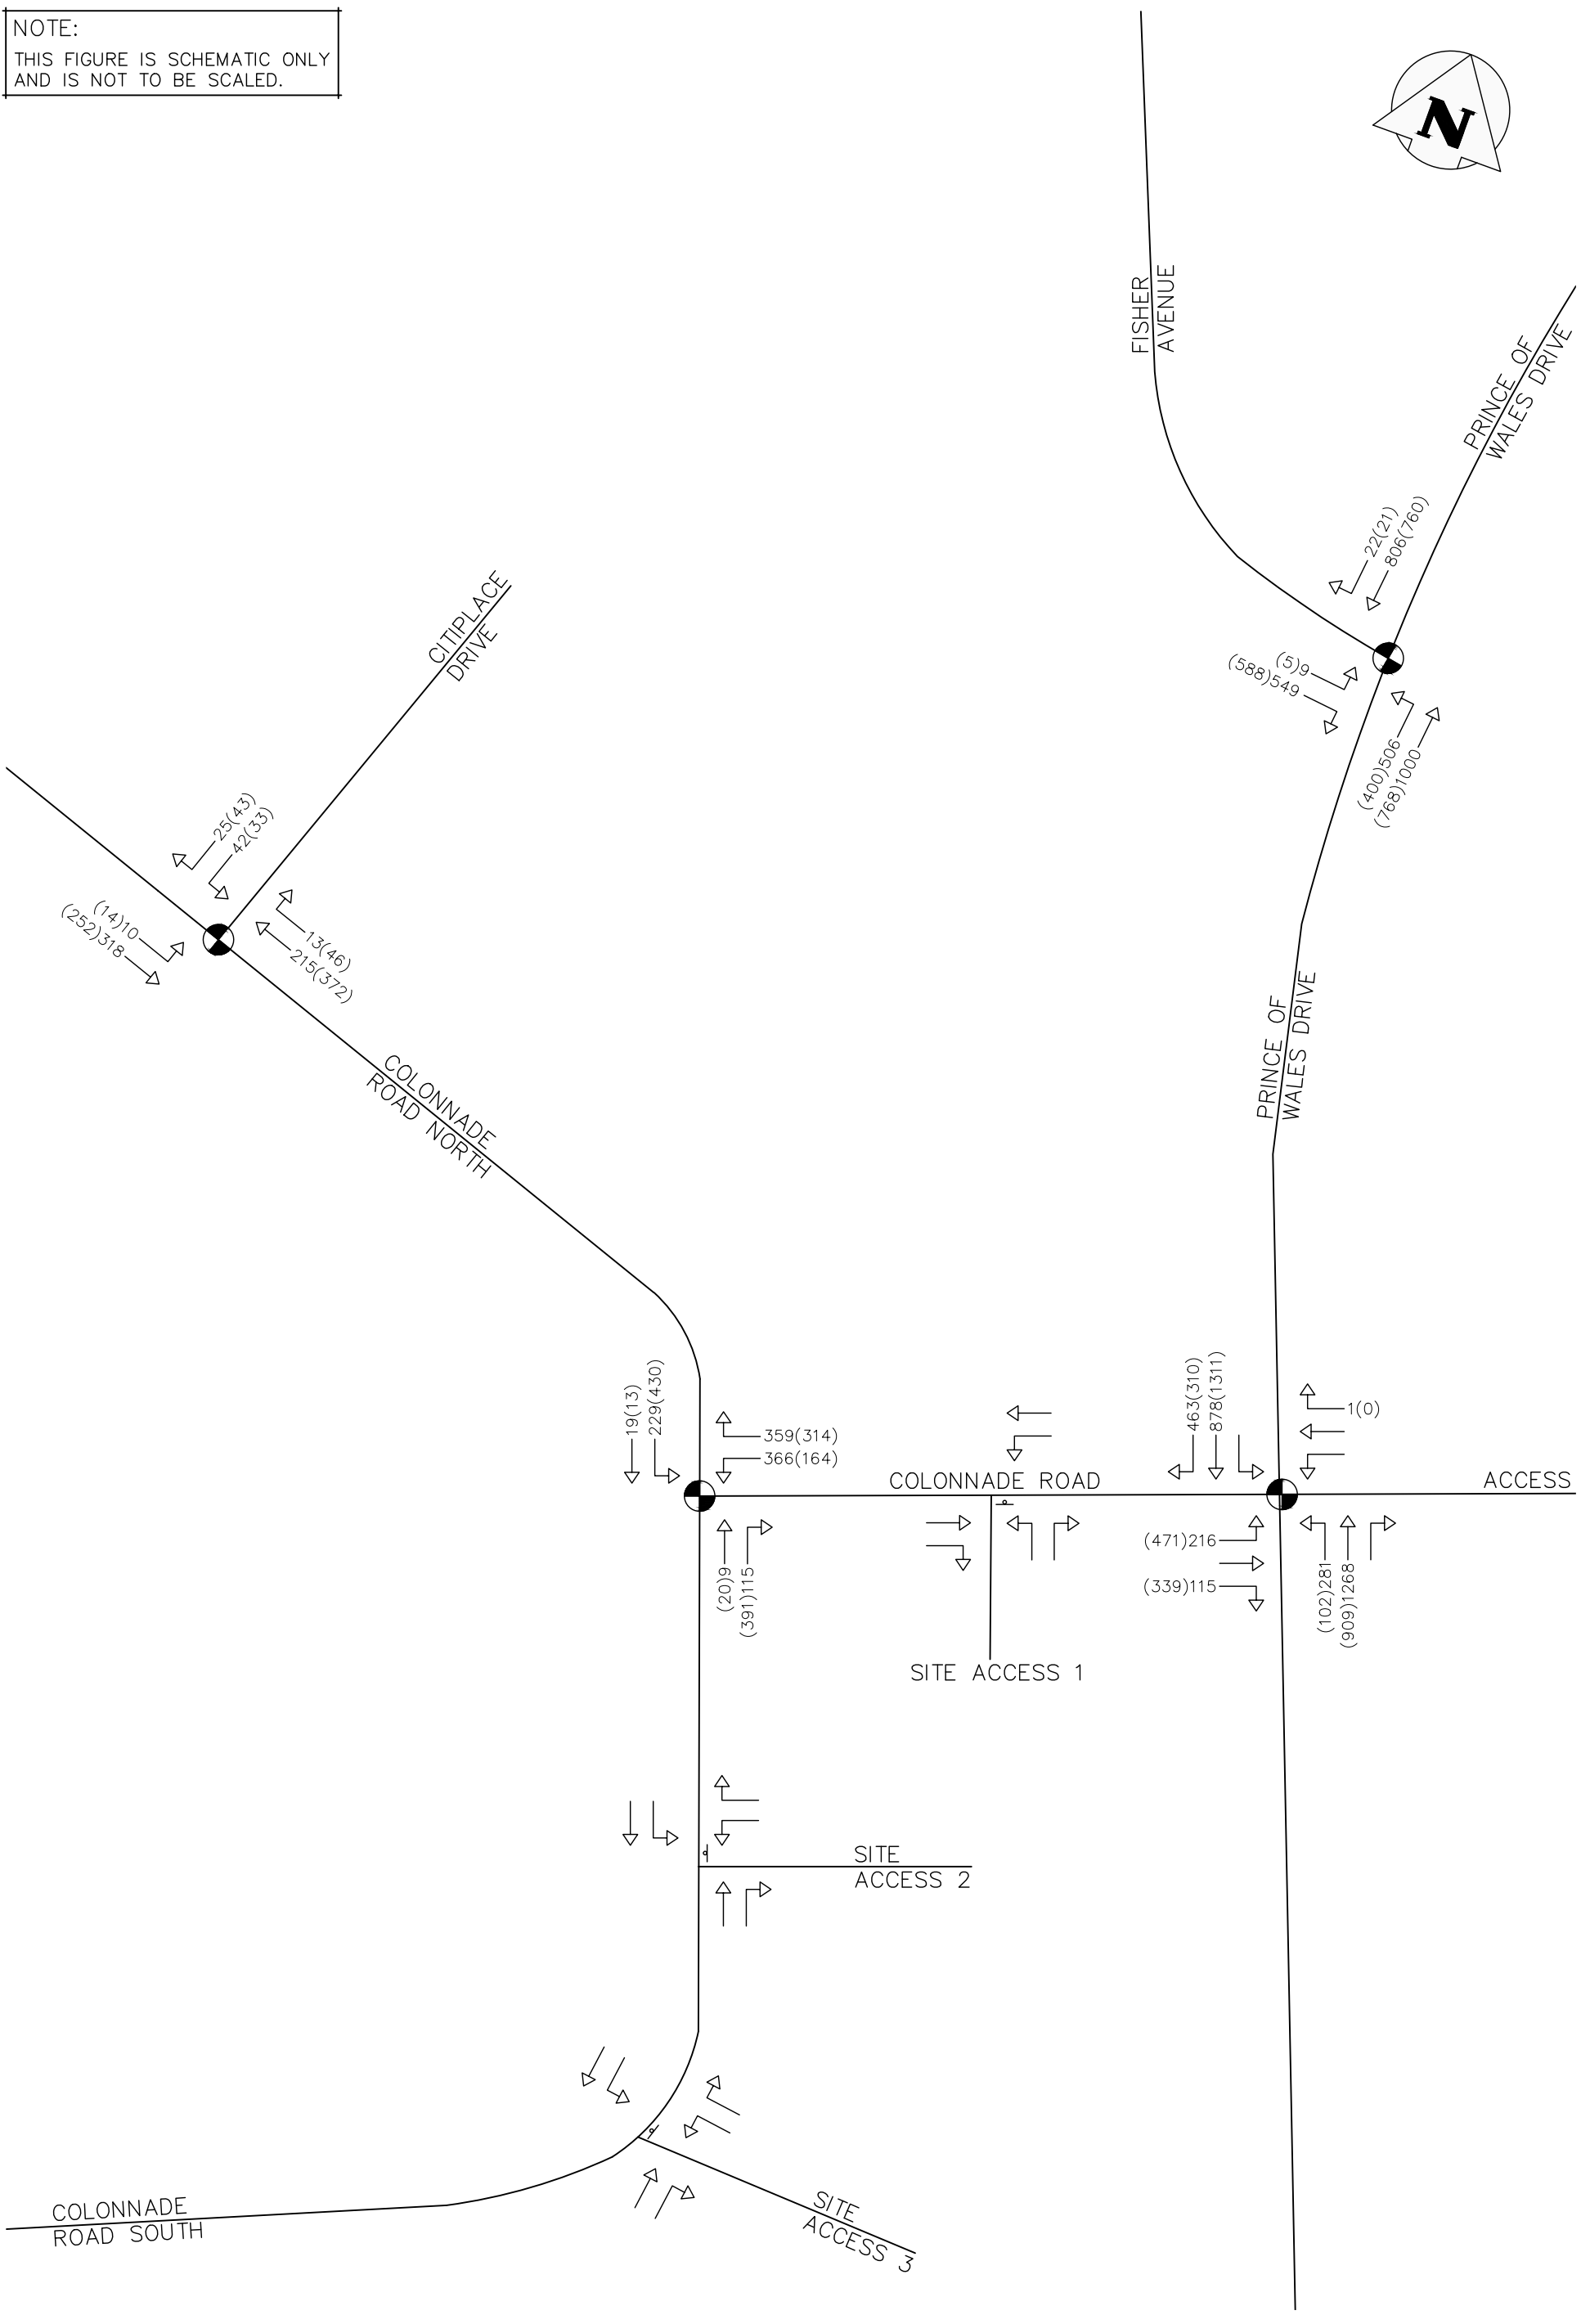 NOTE:
THIS FIGURE IS SCHEMATIC ONLY
AND IS NOT TO BE SCALED.
N
FISHER
AVENUE
PRINCE OF
WALES DRIVE
22(21)
806(760)
(5)9
(588)549
(400)506
(768)1000
CITIPLACE
DRIVE
25(43)
42(33)
(14)10
(252)318
13(46)
215(372)
COLONNADE
ROAD NORTH
PRINCE OF
WALES DRIVE
19(13)
229(430)
359(314)
366(164)
(20)9
(391)115
COLONNADE ROAD
463(310)
878(1311)
1(0)
ACCESS
(471)216
(339)115
(102)281
(909)1268
SITE ACCESS 1
SITE
ACCESS 2
COLONNADE
ROAD SOUTH
SITE
ACCESS 3